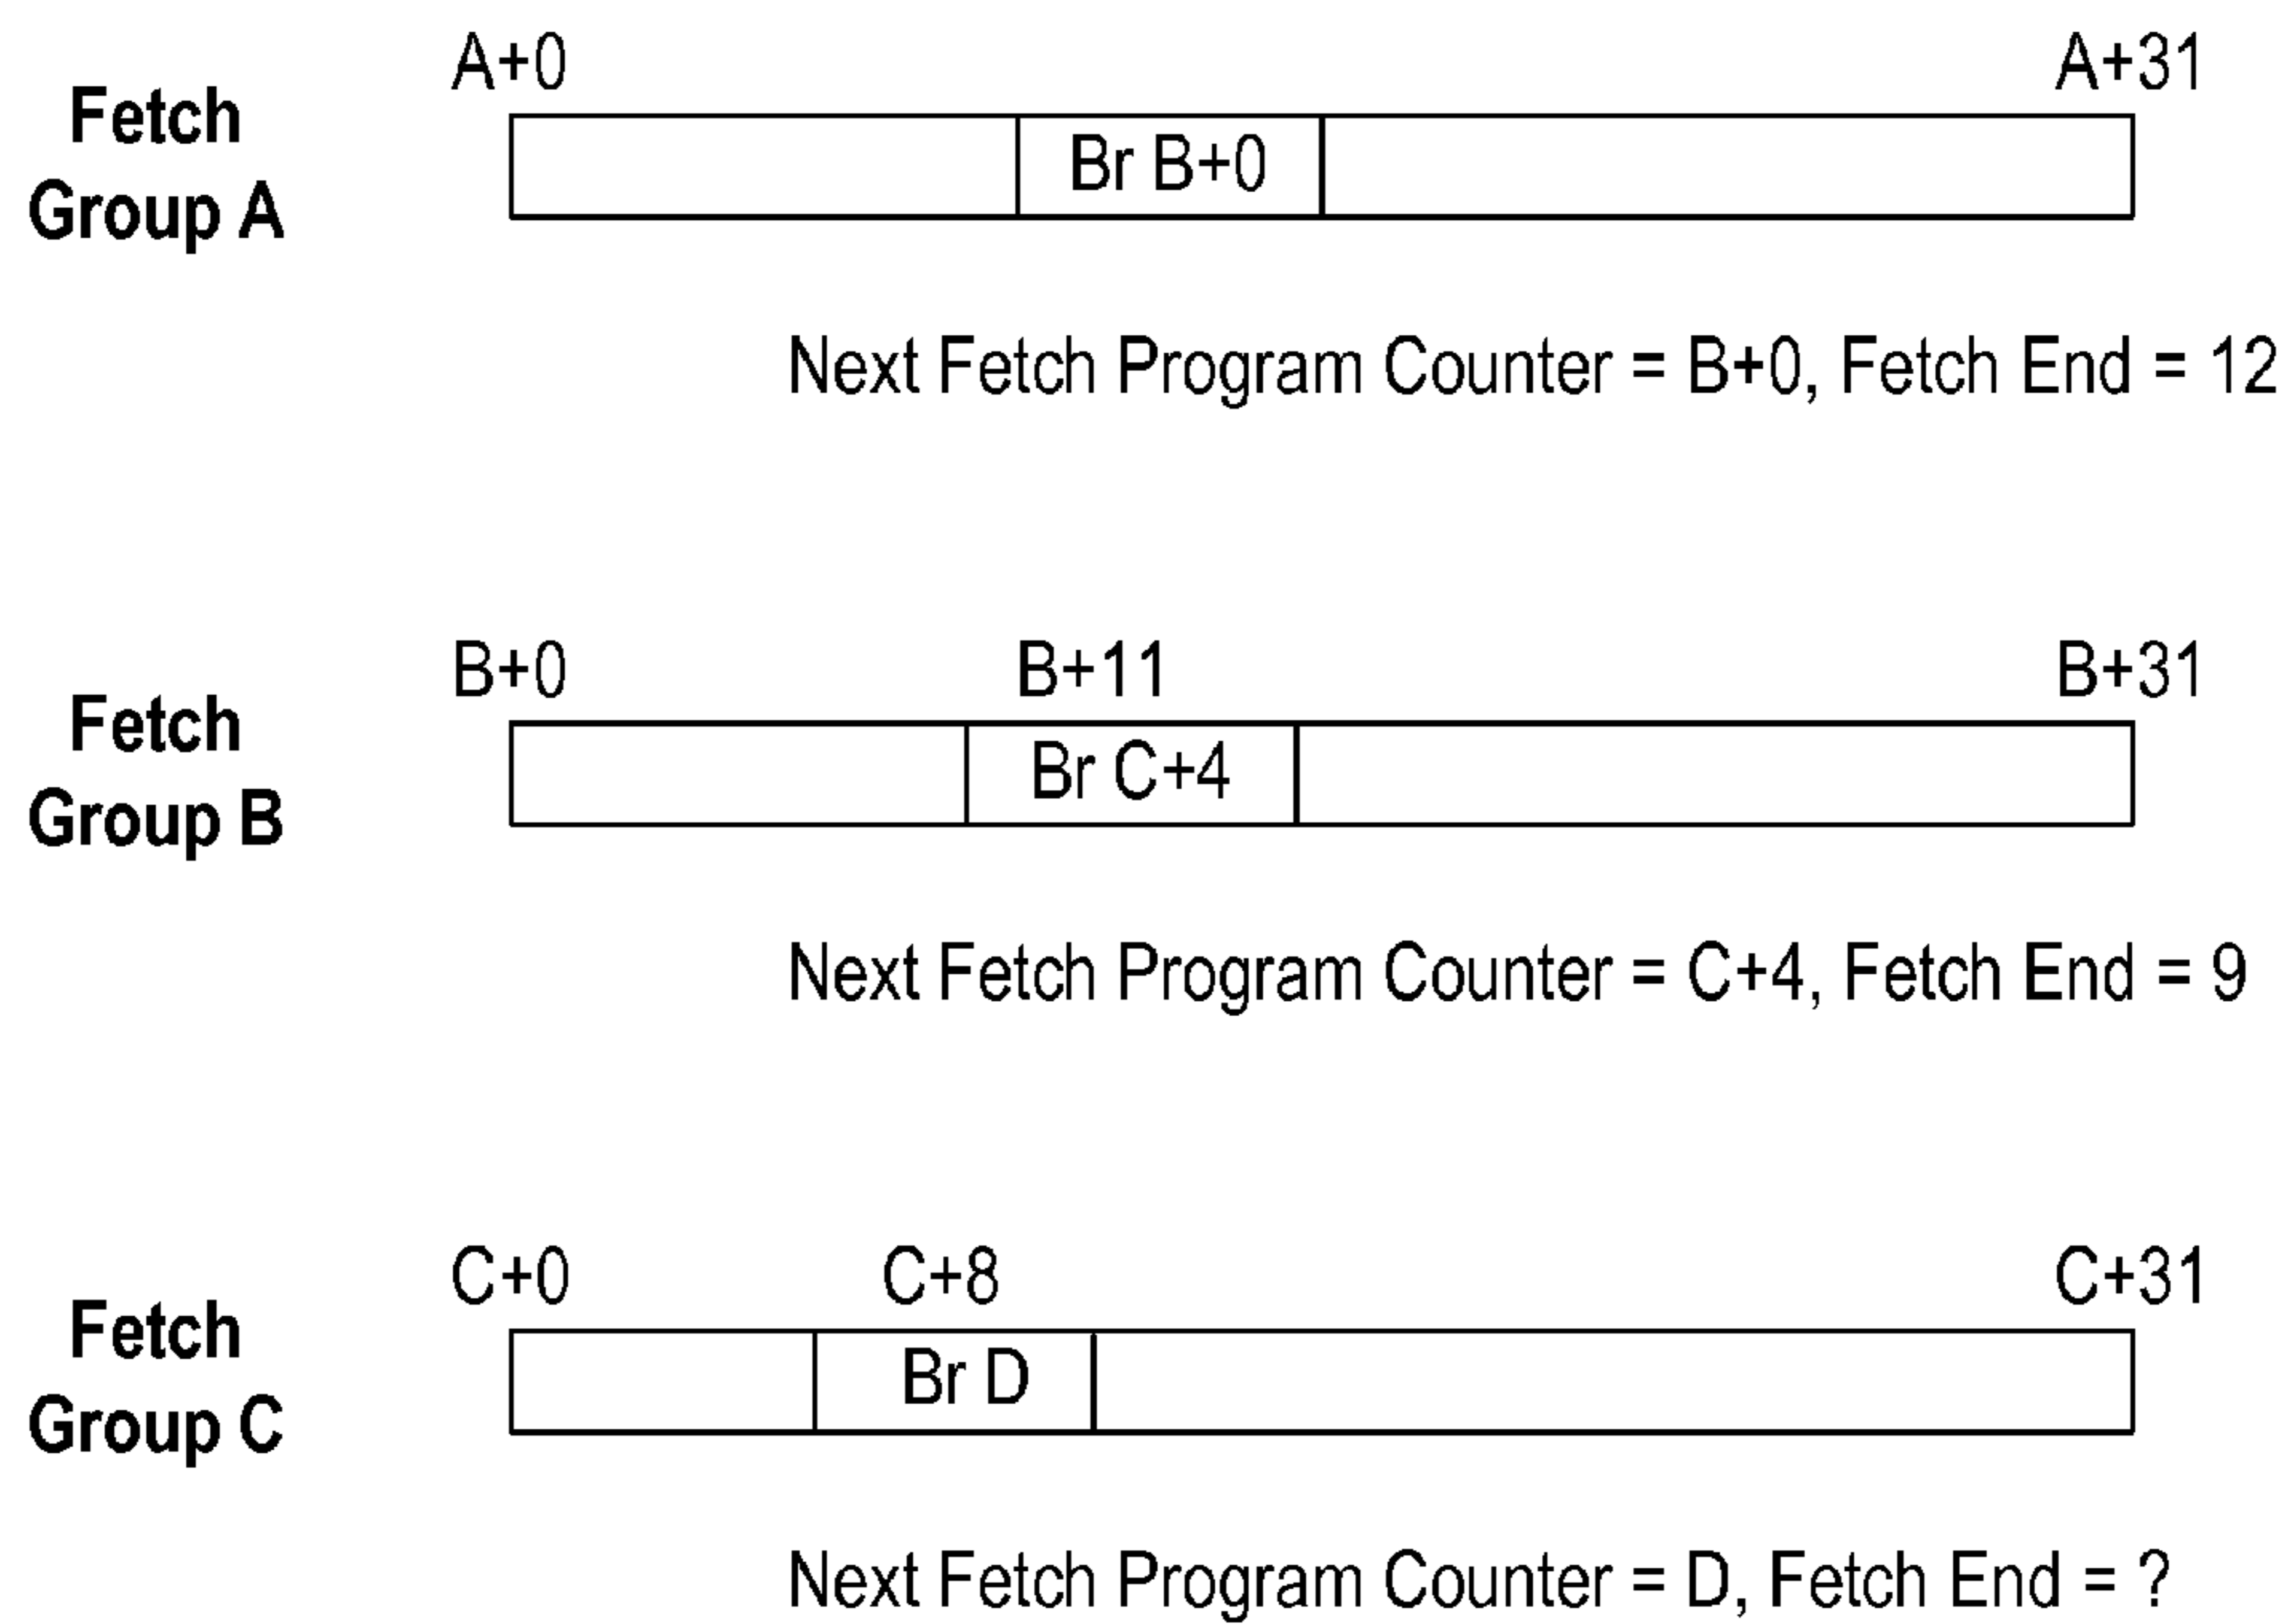 A+0 A+31
Fetch
Group A
Br B+0
Next Fetch Program Counter = B+0, Fetch End = 12
B+0 B+11 B+31
Fetch
Group B
Br C+4
Next Fetch Program Counter = C+4, Fetch End = 9
C+0 C+8 C+31
Fetch
Group C
Br D
Next Fetch Program Counter = D, Fetch End = ?